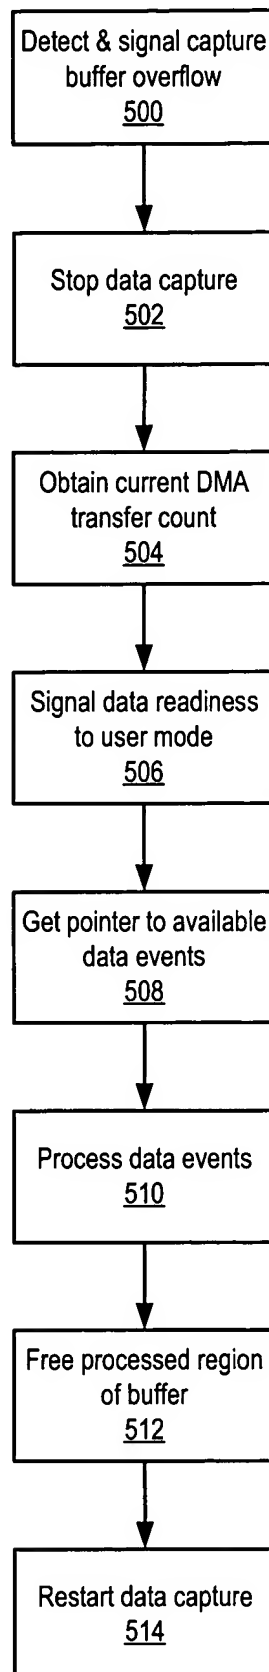 Detect & signal capture
buffer overflow
500
Stop data capture
502
Obtain current DMA
transfer count
504
Signal data readiness
to user mode
506
Get pointer to available
data events
508
Process data events
510
Free processed region
of buffer
512
Restart data capture
514